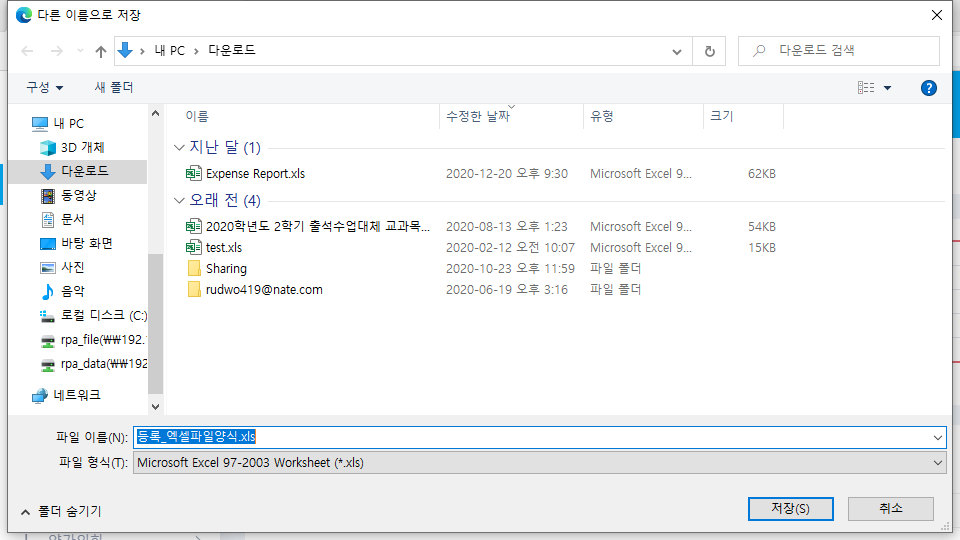 다른 이름으로 저장
내 PC > 다운로드
다운로드 검색
구성
새 폴더
이름 수정한 날짜 유형 크기
내 PC
3D 개체
다운로드
동영상
문서
바탕 화면
사진
음악
로컬 디스크 (C:)
rpa_file(₩₩192.
rpa_data(₩₩192
네트워크
지난 달 (1)
Expense Report.xls 2020-12-20 오후 9:30 Microsoft Excel 9... 62KB
오래 전 (4)
2020학년도 2학기 출석수업대체 교과목... 2020-08-13 오후 1:23 Microsoft Excel 9... 54KB
test.xls 2020-02-12 오전 10:07 Microsoft Excel 9... 15KB
Sharing 2020-10-23 오후 11:59 파일 폴더
rudwo419@nate.com 2020-06-19 오후 3:16 파일 폴더
파일 이름(N): 등록_엑셀파일양식.xls
파일 형식(T): Microsoft Excel 97-2003 Worksheet (*.xls)
폴더 숨기기
저장(S)
취소